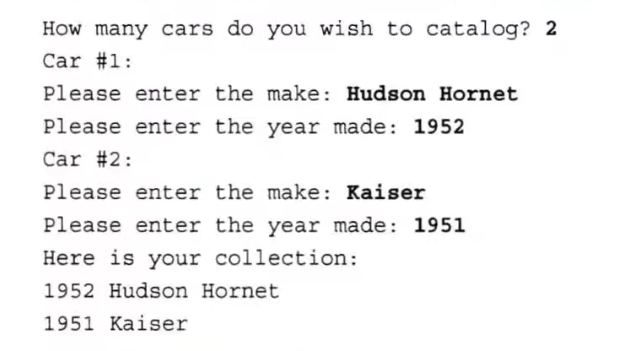 How many cars do you wish to catalog? 2
Car #1:
Please enter the make: Hudson Hornet
Please enter the year made: 1952
Car #2:
Please enter the make: Kaiser
Please enter the year made: 1951
Here is your collection:
1952 Hudson Hornet
1951 Kaiser